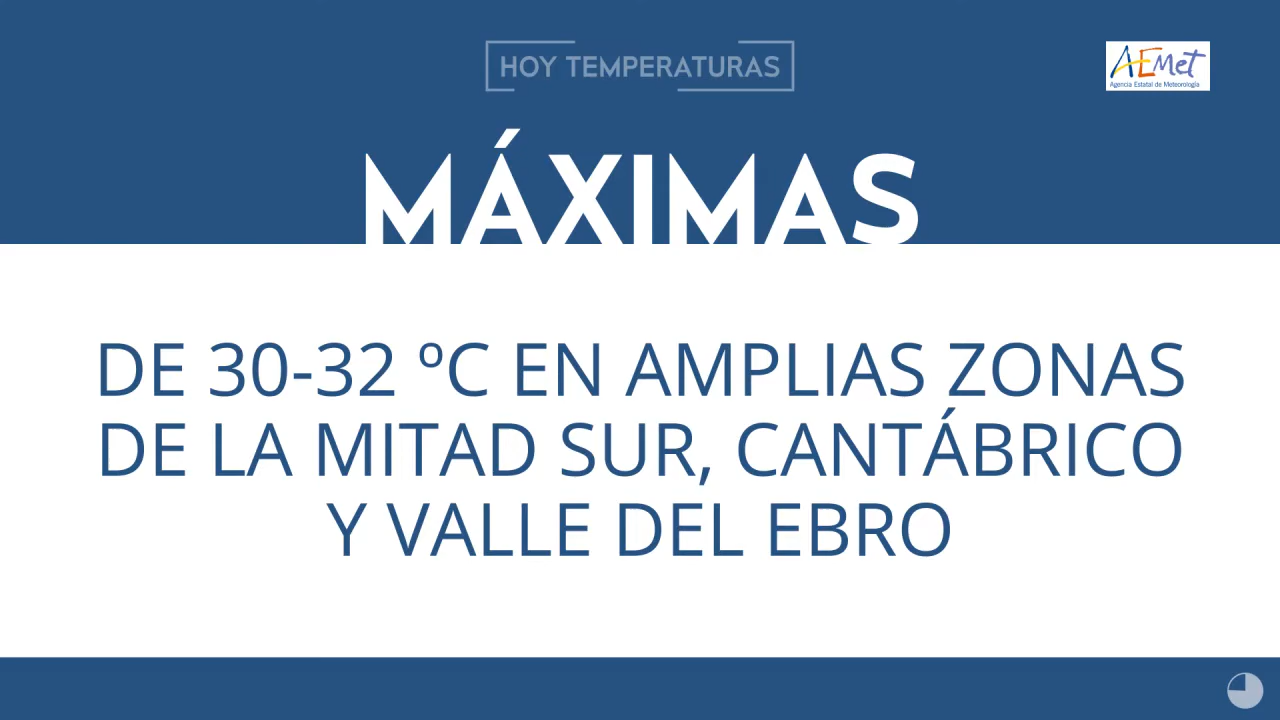 HOY TEMPERATURAS
AEMet
Agencia Estatal de Meteorología
MÁXIMAS
DE 30-32 ºC EN AMPLIAS ZONAS
DE LA MITAD SUR, CANTÁBRICO
Y VALLE DEL EBRO